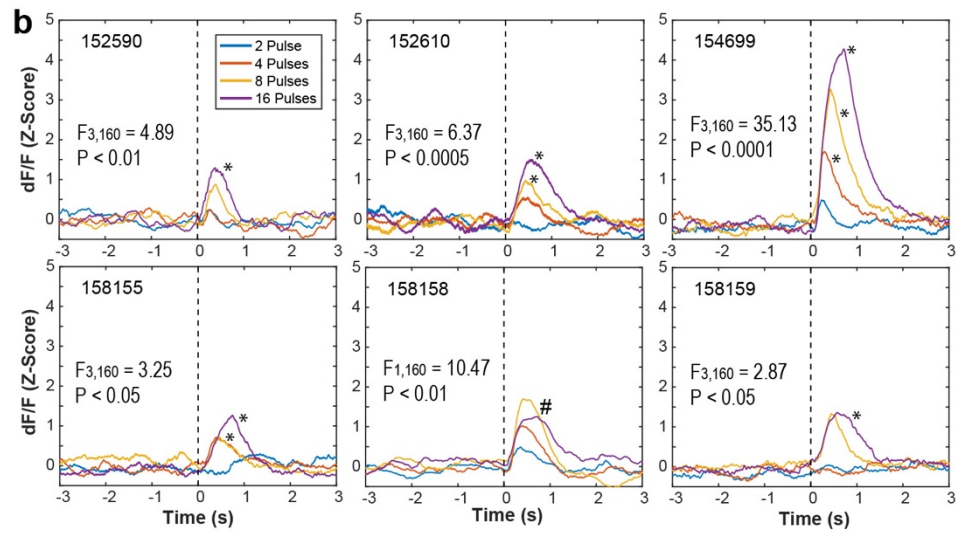 b
dF/F (Z-Score)
5
4
3
2
1
0
152590
2 Pulse
4 Pulses
8 Pulses
16 Pulses
F3,160 = 4.89
P < 0.01
*
-3 -2 -1 0 1 2 3
5
4
3
2
1
0
152610
F3,160 = 6.37
P < 0.0005
*
*
-3 -2 -1 0 1 2 3
5
4
3
2
1
0
154699
F3,160 = 35.13
P < 0.0001
*
*
*
-3 -2 -1 0 1 2 3
dF/F (Z-Score)
5
4
3
2
1
0
158155
F3,160 = 3.25
P < 0.05
*
*
-3 -2 -1 0 1 2 3
Time (s)
5
4
3
2
1
0
158158
F1,160 = 10.47
P < 0.01
#
-3 -2 -1 0 1 2 3
Time (s)
5
4
3
2
1
0
158159
F3,160 = 2.87
P < 0.05
*
-3 -2 -1 0 1 2 3
Time (s)